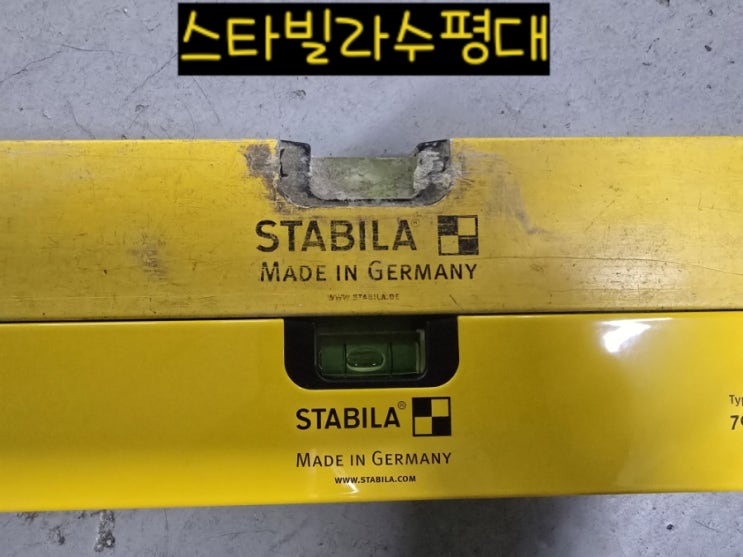 스타빌라수평대
STABILA®
MADE IN GERMANY
WWW.STABILA.DE
STABILA®
MADE IN GERMANY
WWW.STABILA.COM